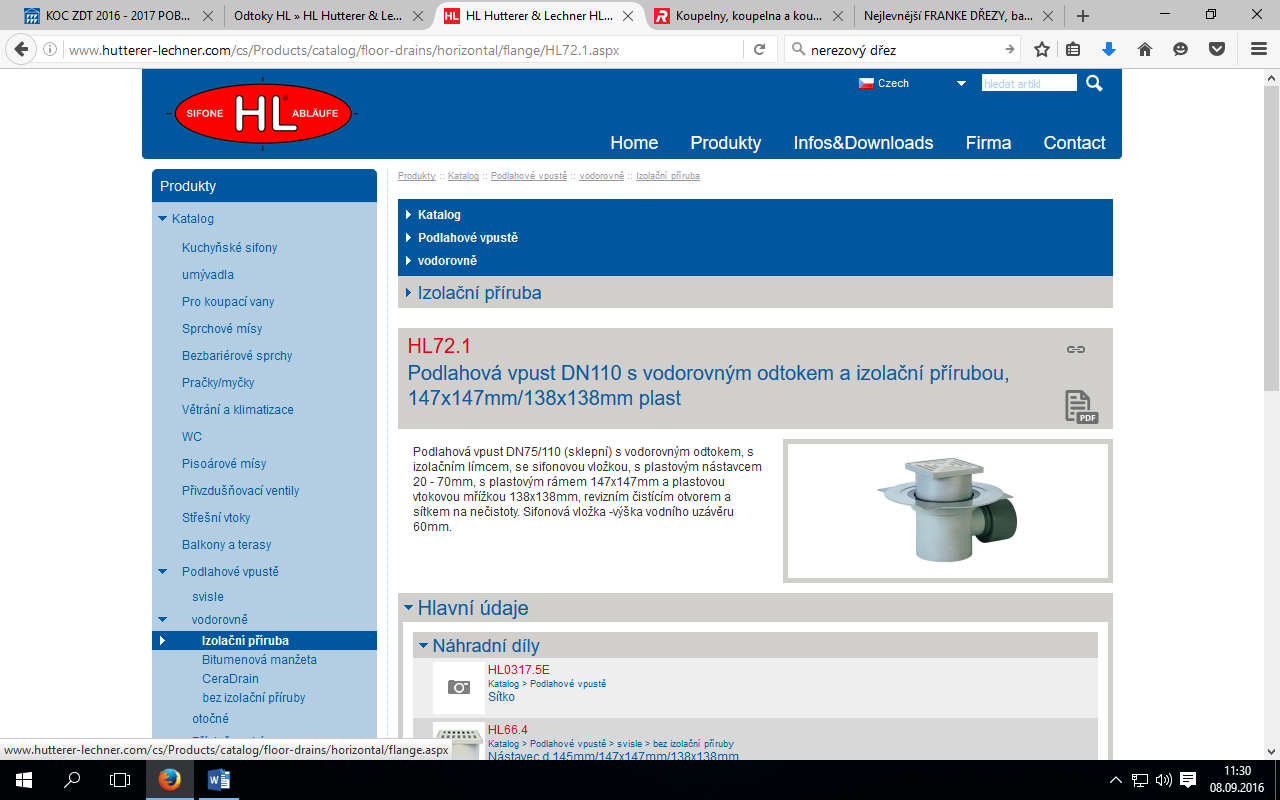 KOC ZDT 2016 - 2017 POB...
Odtoky HL » HL Hutterer & Le...
HL Hutterer & Lechner HL...
Koupelny, koupelna a kou...
Nejlevnější FRANKE DŘEZY, ba...
www.hutterer-lechner.com/cs/Products/catalog/floor-drains/horizontal/flange/HL72.1.aspx
nerezový dřez
SIFONE HL ABLÄUFE
Czech
hledat artikl
Home Produkty Infos&Downloads Firma Contact
Produkty
Katalog
Kuchyňské sifony
umývadla
Pro koupací vany
Sprchové mísy
Bezbariérové sprchy
Pračky/myčky
Větrání a klimatizace
WC
Pisoárové mísy
Přivzdušňovací ventily
Střešní vtoky
Balkony a terasy
Podlahové vpustě
svisle
vodorovně
Izolační příruba
Bitumenová manžeta
CeraDrain
bez izolační příruby
otočné
Produkty :: Katalog :: Podlahové vpustě :: vodorovně :: Izolační příruba
Katalog
Podlahové vpustě
vodorovně
Izolační příruba
HL72.1
Podlahová vpust DN110 s vodorovným odtokem a izolační přírubou,
147x147mm/138x138mm plast
PDF
Podlahová vpust DN75/110 (sklepní) s vodorovným odtokem, s
izolačním límcem, se sifonovou vložkou, s plastovým nástavcem
20 - 70mm, s plastovým rámem 147x147mm a plastovou
vtokovou mřížkou 138x138mm, revizním čistícím otvorem a
sítkem na nečistoty. Sifonová vložka -výška vodního uzávěru
60mm.
Hlavní údaje
Náhradní díly
HL0317.5E
Katalog > Podlahové vpustě
Sítko
HL66.4
Katalog > Podlahové vpustě > svisle > bez izolační příruby
Nástavec d 145mm/147x147mm/138x138mm
www.hutterer-lechner.com/cs/Products/catalog/floor-drains/horizontal/flange.aspx
11:30
08.09.2016